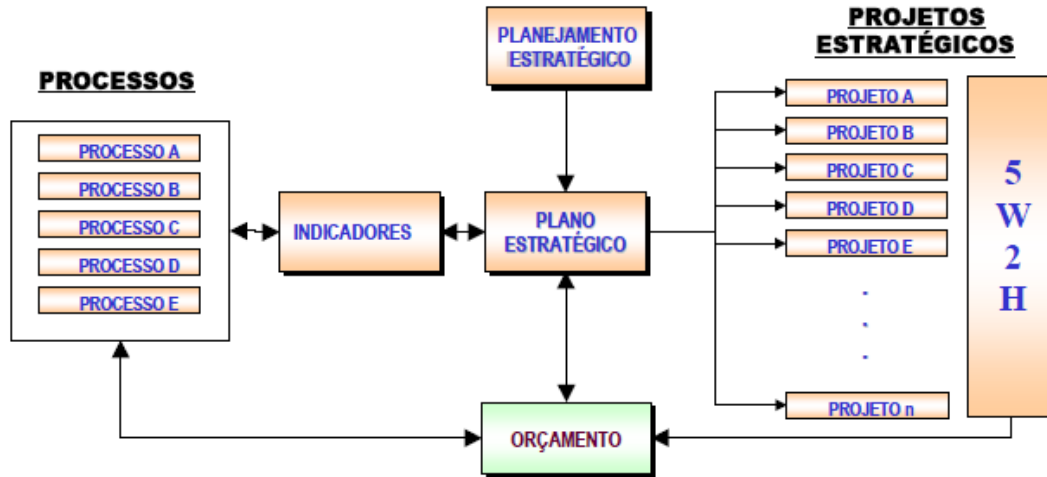 PLANEJAMENTO
ESTRATÉGICO
PROJETOS
ESTRATÉGICOS
PROCESSOS
PROCESSO A
PROCESSO B
PROCESSO C
PROCESSO D
PROCESSO E
INDICADORES
PLANO
ESTRATÉGICO
PROJETO A
PROJETO B
PROJETO C
PROJETO D
PROJETO E
.
.
.
PROJETO n
5
W
2
H
ORÇAMENTO